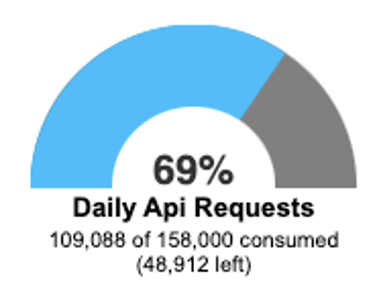 69%
Daily Api Requests
109,088 of 158,000 consumed
(48,912 left)